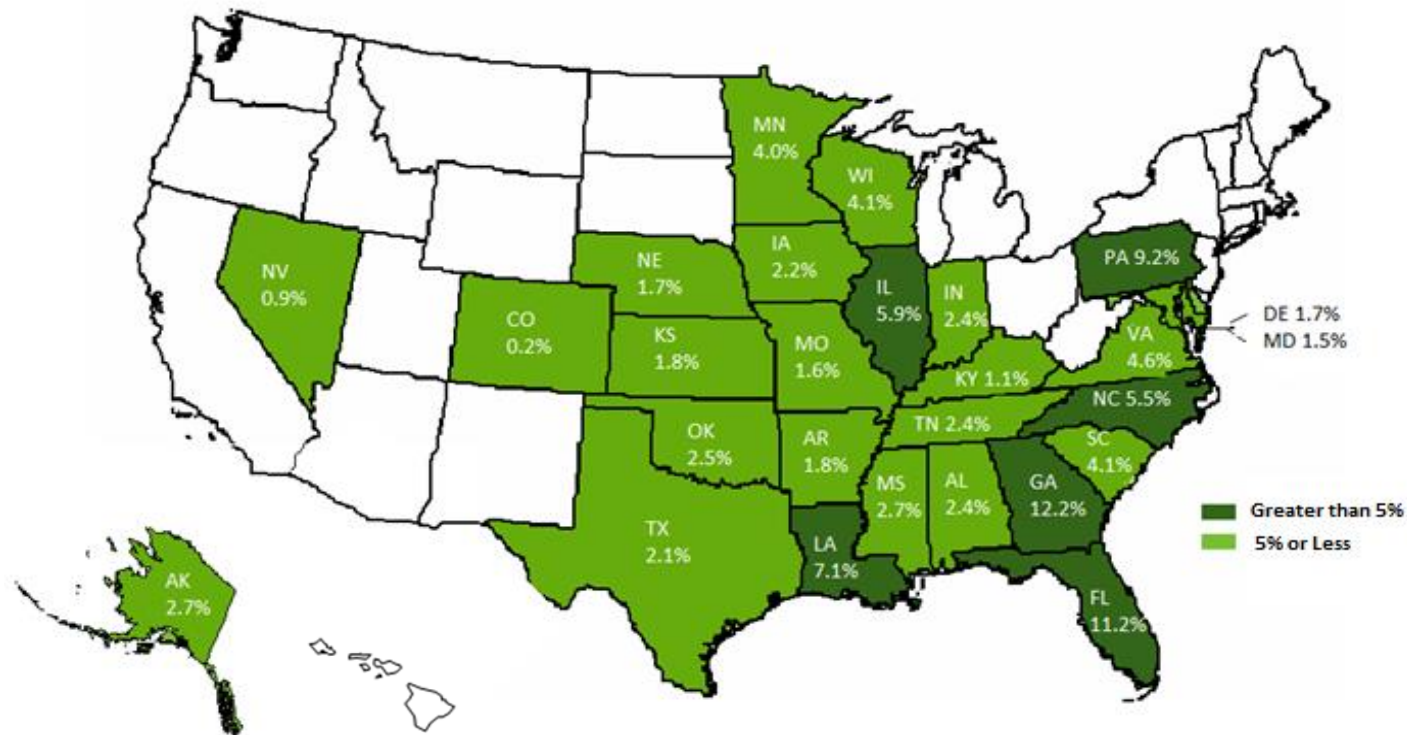 MN
4.0%
WI
4.1%
IA
2.2%
NE
1.7%
NV
0.9%
CO
0.2%
KS
1.8%
MO
1.6%
IL
5.9%
IN
2.4%
PA 9.2%
DE 1.7%
MD 1.5%
VA
4.6%
KY 1.1%
NC 5.5%
TN 2.4%
SC
4.1%
OK
2.5%
AR
1.8%
MS
2.7%
AL
2.4%
GA
12.2%
TX
2.1%
LA
7.1%
FL
11.2%
AK
2.7%
Greater than 5%
5% or Less